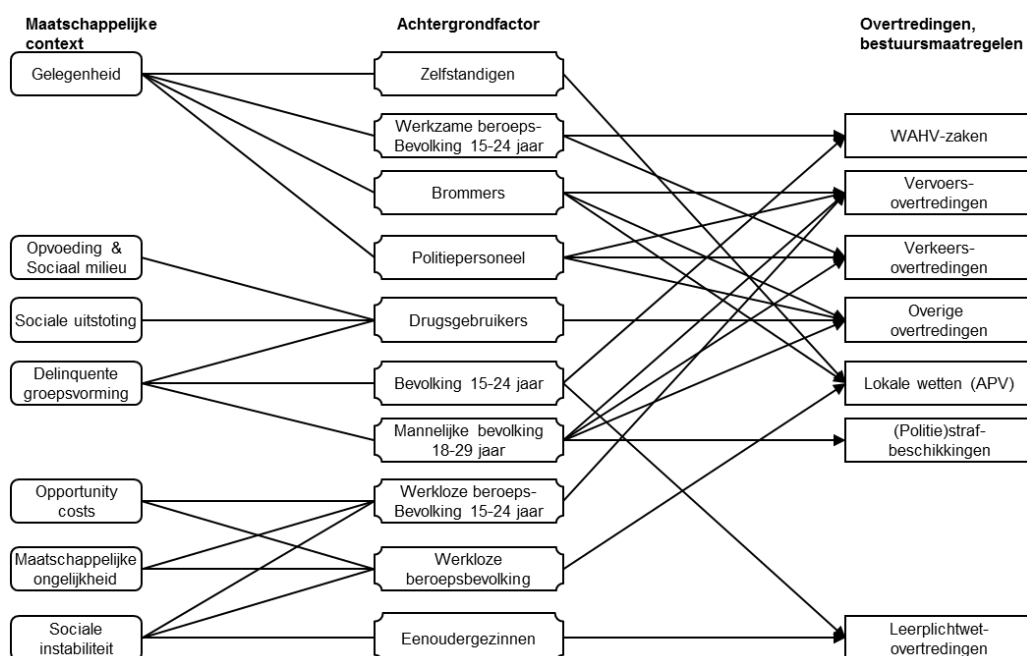 Maatschappelijke
context
Achtergrondfactor
Overtredingen,
bestuursmaatregelen
Gelegenheid
Zelfstandigen
Werkzame beroeps-
Bevolking 15-24 jaar
WAHV-zaken
Brommers
Vervoers-
overtredingen
Opvoeding &
Sociaal milieu
Politiepersoneel
Verkeers-
overtredingen
Sociale uitstoting
Drugsgebruikers
Overige
overtredingen
Delinquente
groepsvorming
Bevolking 15-24 jaar
Lokale wetten (APV)
Mannelijke bevolking
18-29 jaar
(Politie)straf-
beschikkingen
Opportunity
costs
Werkloze beroeps-
Bevolking 15-24 jaar
Maatschappelijke
ongelijkheid
Werkloze
beroepsbevolking
Sociale
instabiliteit
Eenoudergezinnen
Leerplichtwet-
overtredingen